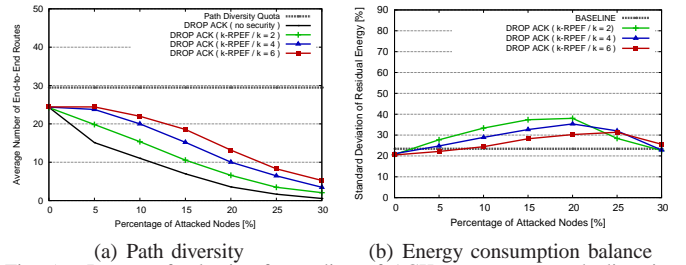 Path Diversity Quota
DROP ACK ( no security)
DROP ACK ( k-RPEF / k = 2 )
DROP ACK ( k-RPEF / k = 4 )
DROP ACK ( k-RPEF / k = 6 )
Average Number of End-to-End Routes
50
40
30
20
10
0
0
5
10
15
20
25
30
Percentage of Attacked Nodes [%]
(a) Path diversity
BASELINE
DROP ACK ( k-RPEF / k = 2)
DROP ACK ( k-RPEF / k = 4 )
DROP ACK ( k-RPEF / k = 6 )
Standard Deviation of Residual Energy [%]
90
80
70
60
50
40
30
20
10
0
0
5
10
15
20
25
30
Percentage of Attacked Nodes [%]
(b) Energy consumption balance